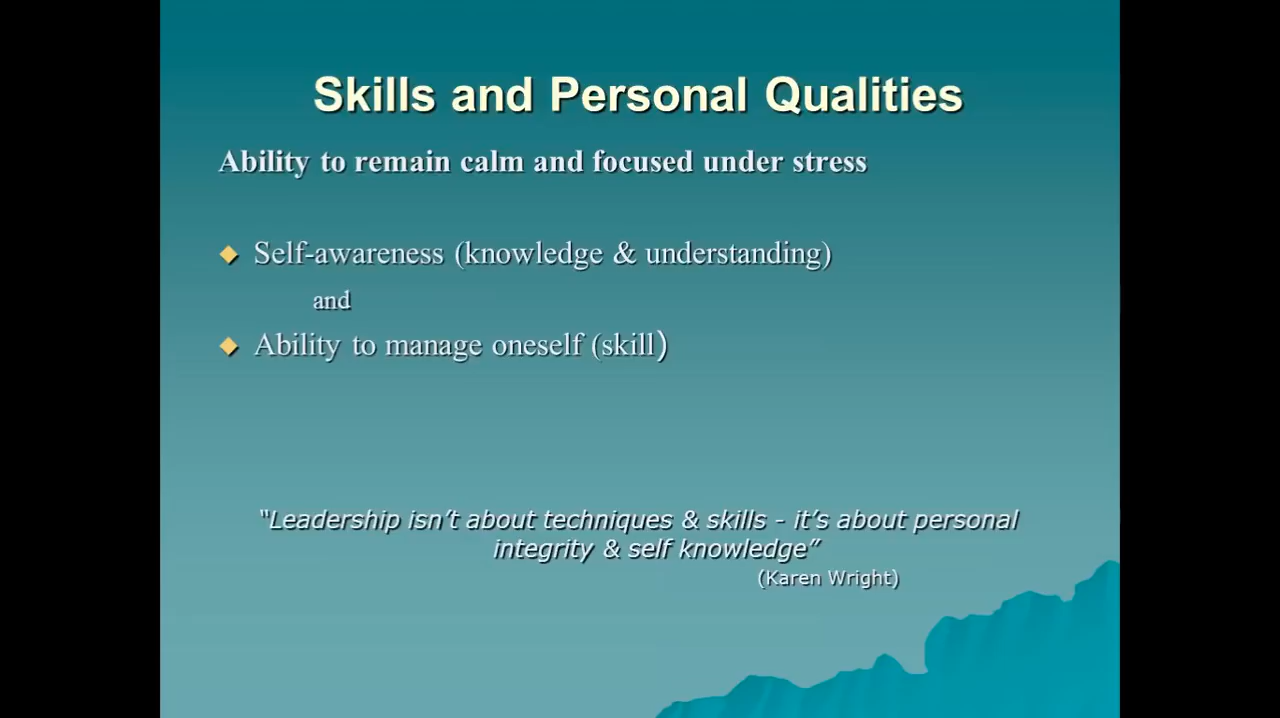 Skills and Personal Qualities
Ability to remain calm and focused under stress
Self-awareness (knowledge & understanding)
and
Ability to manage oneself (skill)
“Leadership isn’t about techniques & skills - it’s about personal
integrity & self knowledge”
(Karen Wright)